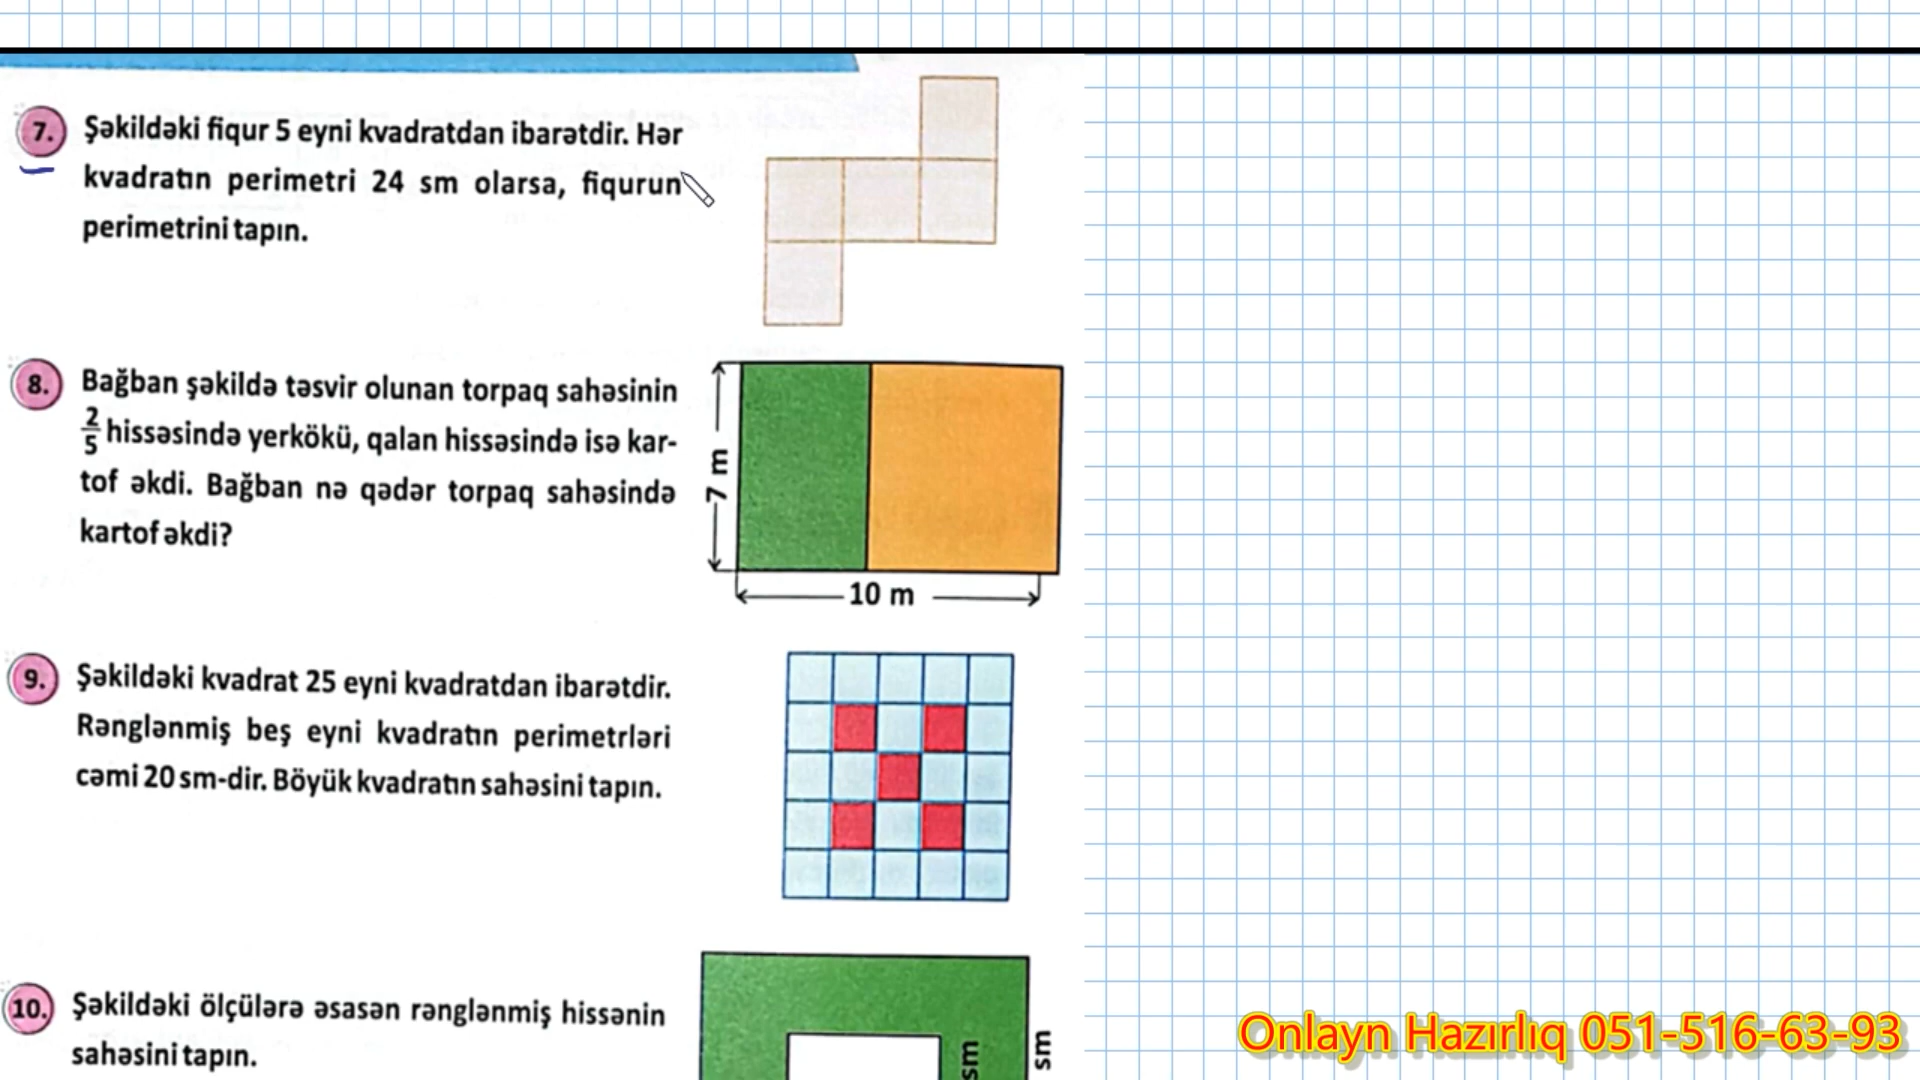 7. Şəkildəki fiqur 5 eyni kvadratdan ibarətdir. Hər
kvadratın perimetri 24 sm olarsa, fiqurun
perimetrini tapın.
8. Bağban şəkildə təsvir olunan torpaq sahəsinin
2/5 hissəsində yerkökü, qalan hissəsində isə kar-
tof əkdi. Bağban nə qədər torpaq sahəsində
kartof əkdi?
7 m
10 m
9. Şəkildəki kvadrat 25 eyni kvadratdan ibarətdir.
Rənglənmiş beş eyni kvadratın perimetrləri
cəmi 20 sm-dir. Böyük kvadratın sahəsini tapın.
10. Şəkildəki ölçülərə əsasən rənglənmiş hissənin
sahəsini tapın.
sm
sm
Onlayn Hazırlıq 051-516-63-93